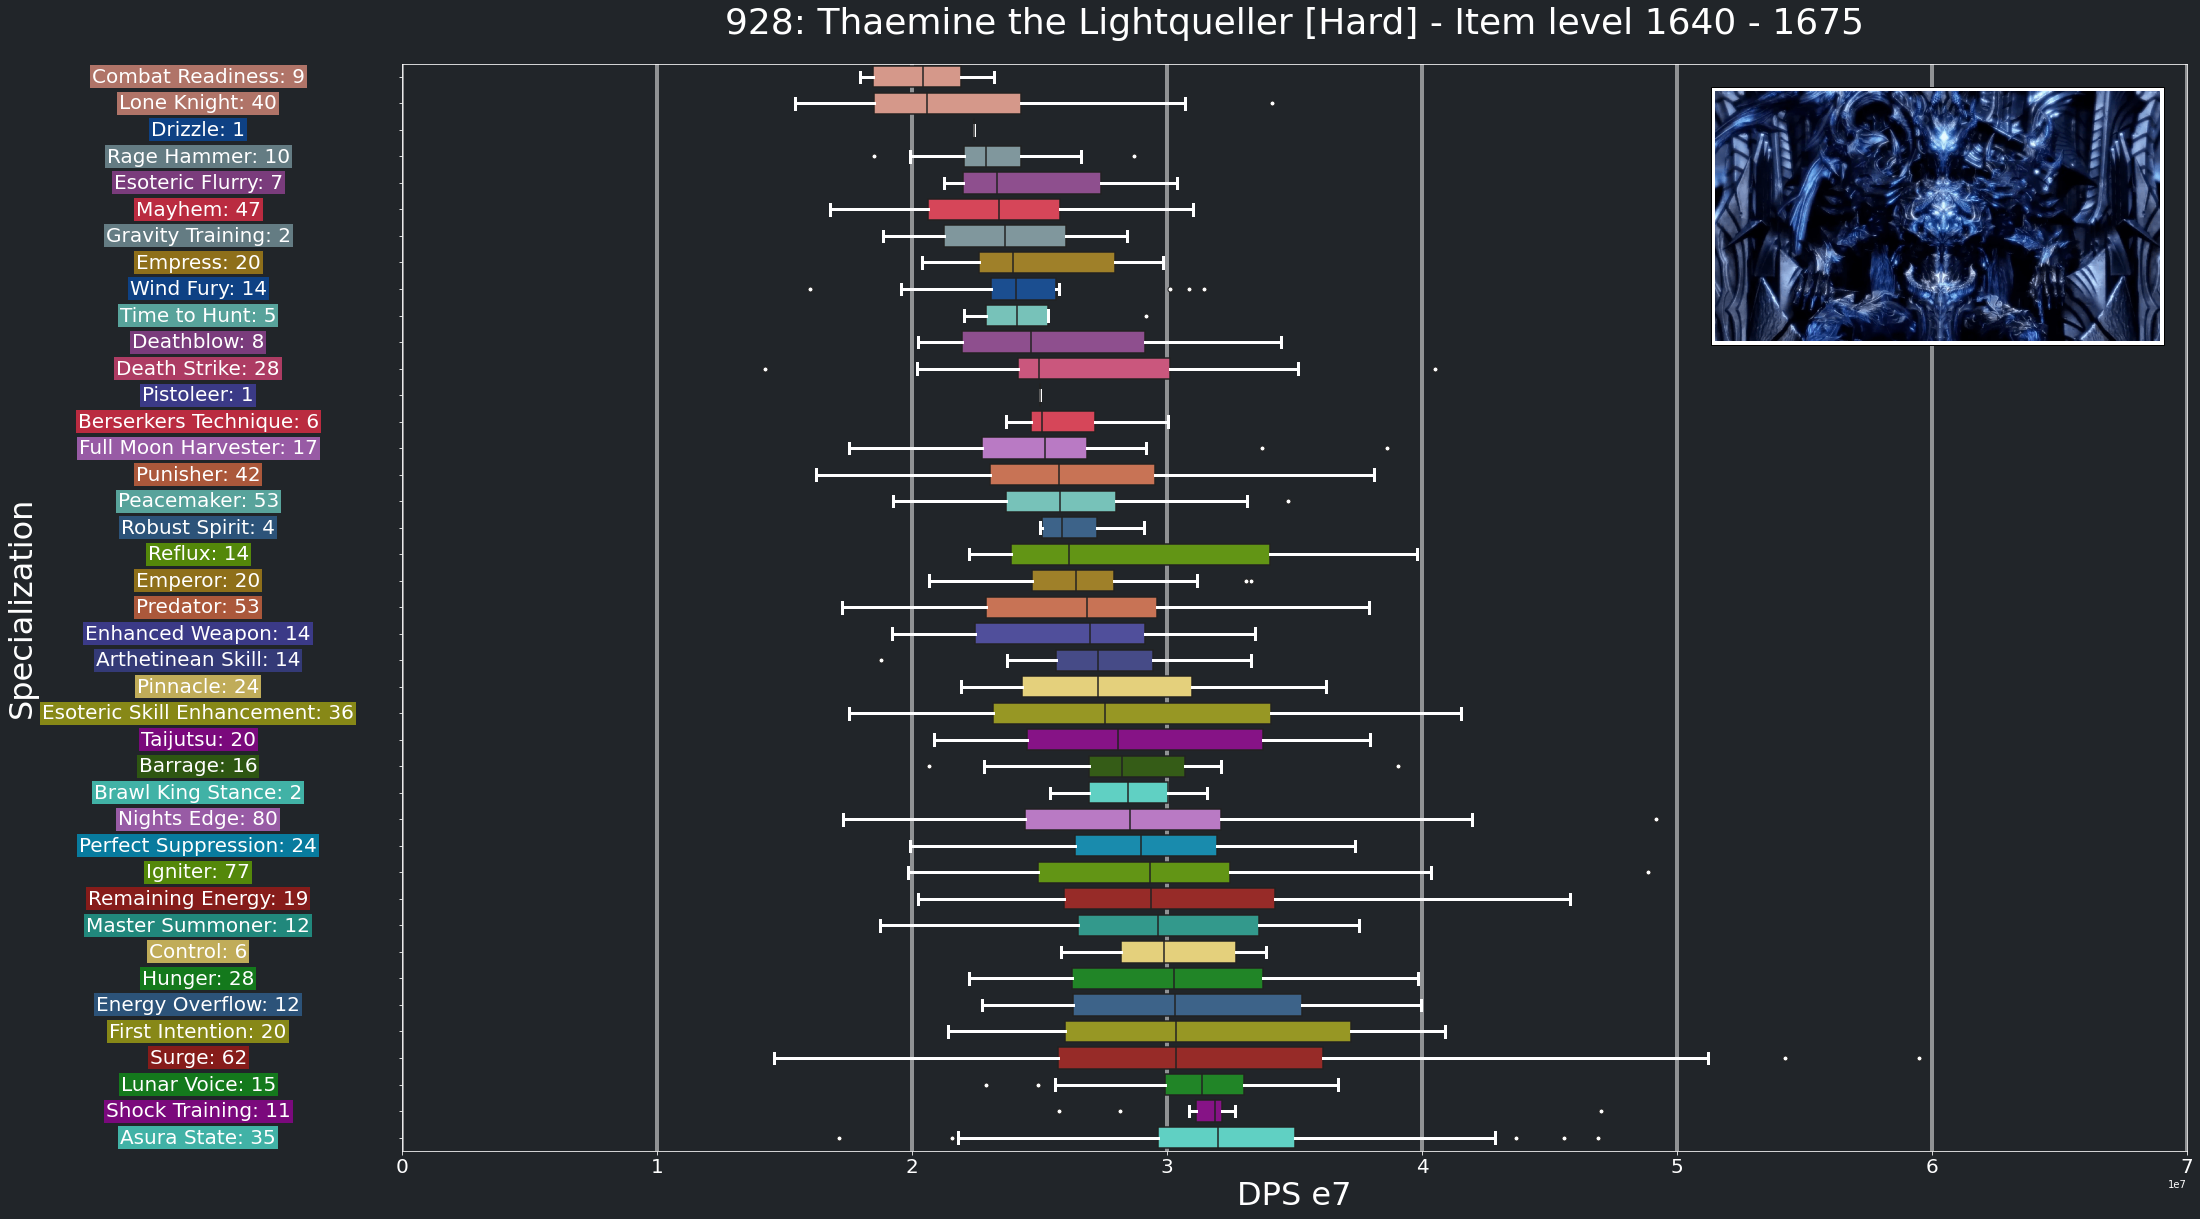 928: Thaemine the Lightqueller [Hard] - Item level 1640 - 1675
Specialization
Combat Readiness: 9
Lone Knight: 40
Drizzle: 1
Rage Hammer: 10
Esoteric Flurry: 7
Mayhem: 47
Gravity Training: 2
Empress: 20
Wind Fury: 14
Time to Hunt: 5
Deathblow: 8
Death Strike: 28
Pistoleer: 1
Berserkers Technique: 6
Full Moon Harvester: 17
Punisher: 42
Peacemaker: 53
Robust Spirit: 4
Reflux: 14
Emperor: 20
Predator: 53
Enhanced Weapon: 14
Arthetinean Skill: 14
Pinnacle: 24
Esoteric Skill Enhancement: 36
Taijutsu: 20
Barrage: 16
Brawl King Stance: 2
Nights Edge: 80
Perfect Suppression: 24
Igniter: 77
Remaining Energy: 19
Master Summoner: 12
Control: 6
Hunger: 28
Energy Overflow: 12
First Intention: 20
Surge: 62
Lunar Voice: 15
Shock Training: 11
Asura State: 35
0 1 2 3 4 5 6 7
1e7
DPS e7